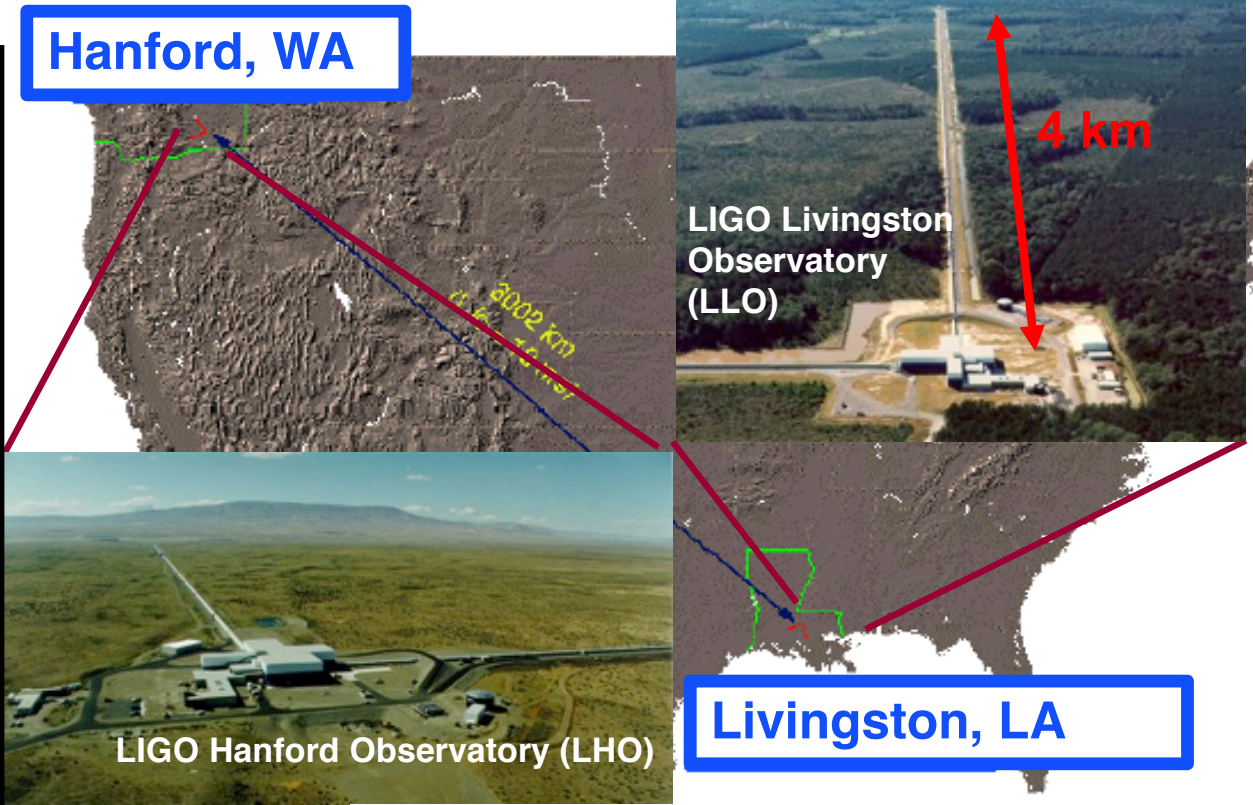 Hanford, WA
4 km
LIGO Livingston
Observatory
(LLO)
3002 km
LIGO Hanford Observatory (LHO)
Livingston, LA